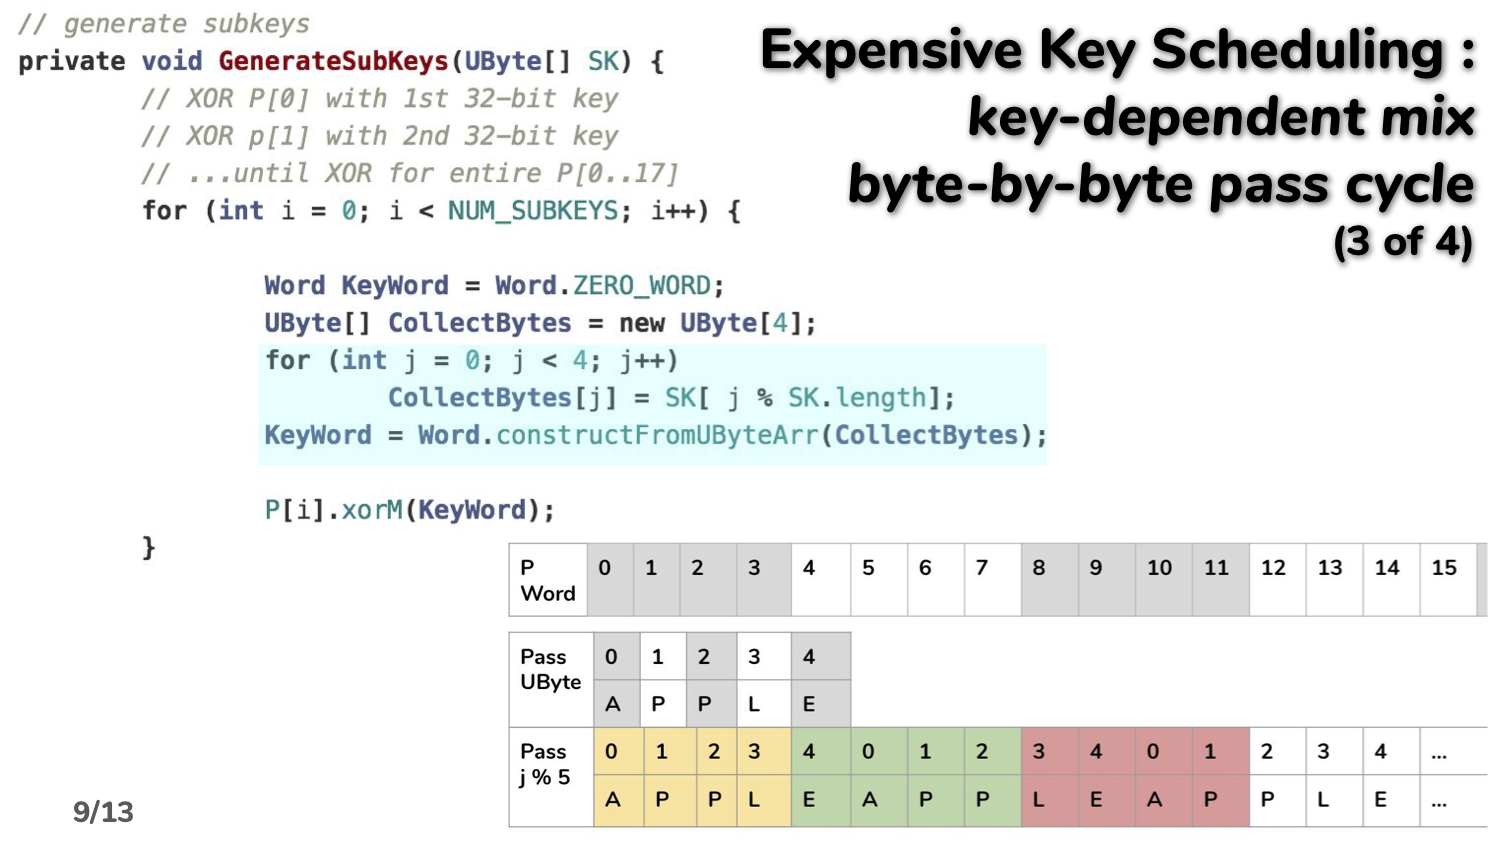 // generate subkeys
private void GenerateSubKeys(UByte[] SK) {
// XOR P[0] with 1st 32-bit key
// XOR p[1] with 2nd 32-bit key
// ...until XOR for entire P[0..17]
for (int i = 0; i < NUM_SUBKEYS; i++) {
Word KeyWord = Word.ZERO_WORD;
UByte[] CollectBytes = new UByte[4];
for (int j = 0; j < 4; j++)
CollectBytes[j] = SK[ j % SK.length];
KeyWord = Word.constructFromUByteArr(CollectBytes);
P[i].xorM(KeyWord);
}
Expensive Key Scheduling :
key-dependent mix
byte-by-byte pass cycle
(3 of 4)
P 0 1 2 3 4 5 6 7 8 9 10 11 12 13 14 15
Word
Pass 0 1 2 3 4
UByte
A P P L E
Pass 0 1 2 3 4 0 1 2 3 4 0 1 2 3 4 ...
j % 5
A P P L E A P P L E A P P L E ...
9/13